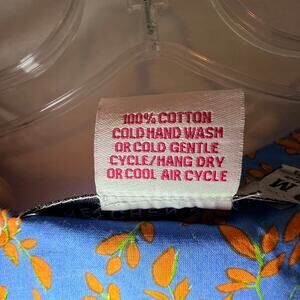 100% COTTON
COLD HAND WASH
OR COLD GENTLE
CYCLE/HANG DRY
OR COOL AIR CYCLE
M